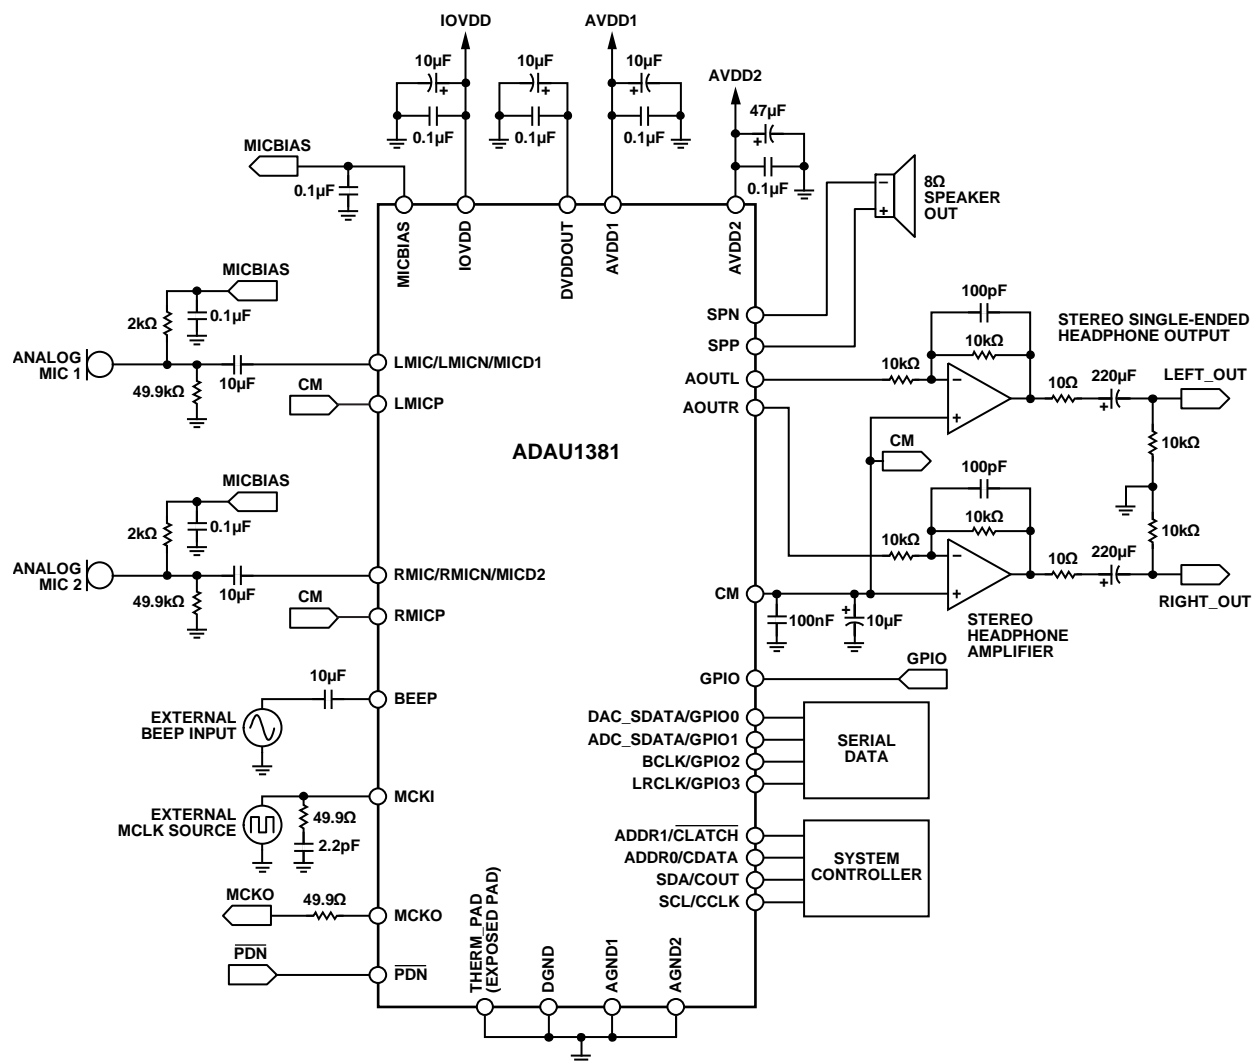 IOVDD
AVDD1
10µF
10µF
10µF
AVDD2
47µF
0.1µF
0.1µF
0.1µF
MICBIAS
0.1µF
0.1µF
8Ω
SPEAKER
OUT
MICBIAS
IOVDD
DVDDOUT
AVDD1
AVDD2
MICBIAS
2kΩ
0.1µF
ANALOG
MIC 1
49.9kΩ
10µF
LMIC/LMICN/MICD1
CM
LMICP
SPN
SPP
AOUTL
AOUTR
100pF
10kΩ
10kΩ
STEREO SINGLE-ENDED
HEADPHONE OUTPUT
10Ω
220µF
+
LEFT_OUT
10kΩ
CM
ADAU1381
MICBIAS
2kΩ
0.1µF
100pF
10kΩ
10kΩ
10kΩ
ANALOG
MIC 2
49.9kΩ
10µF
RMIC/RMICN/MICD2
CM
RMICP
10Ω
220µF
+
RIGHT_OUT
CM
100nF
+
10µF
STEREO
HEADPHONE
AMPLIFIER
10µF
BEEP
EXTERNAL
BEEP INPUT
GPIO
GPIO
DAC_SDATA/GPIO0
ADC_SDATA/GPIO1
BCLK/GPIO2
LRCLK/GPIO3
SERIAL
DATA
MCKI
EXTERNAL
MCLK SOURCE
49.9Ω
2.2pF
ADDR1/CLATCH
ADDR0/CDATA
SDA/COUT
SCL/CCLK
SYSTEM
CONTROLLER
MCKO
49.9Ω
MCKO
PDN
PDN
THERM_PAD
(EXPOSED PAD)
DGND
AGND1
AGND2